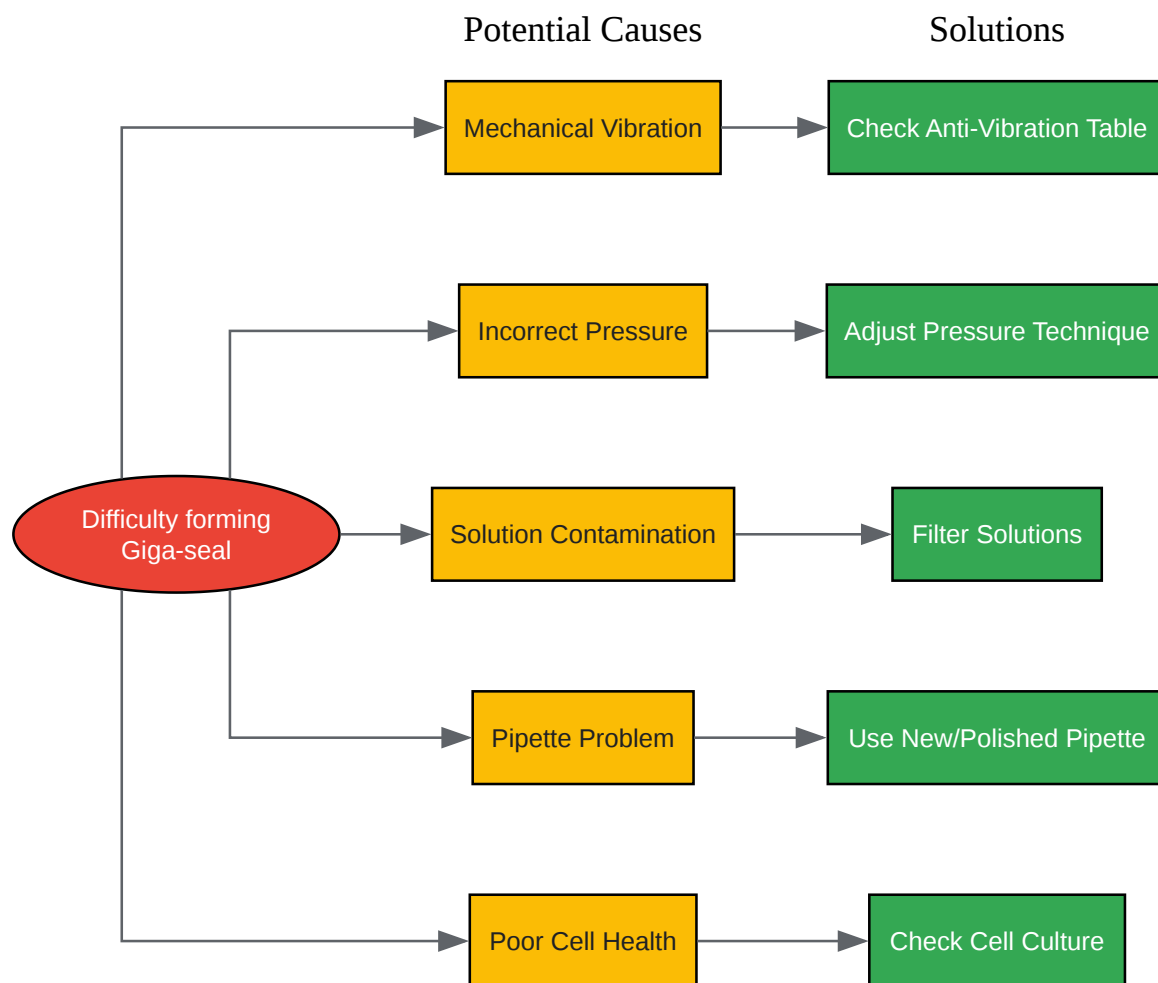 Potential Causes
Solutions
Mechanical Vibration
Check Anti-Vibration Table
Incorrect Pressure
Adjust Pressure Technique
Difficulty forming
Giga-seal
Solution Contamination
Filter Solutions
Pipette Problem
Use New/Polished Pipette
Poor Cell Health
Check Cell Culture